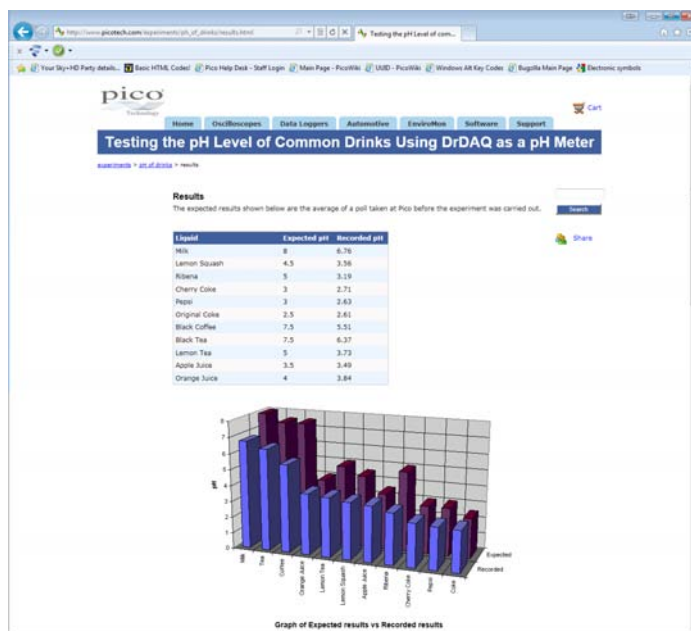 http://www.picotech.com/experiments/ph_of_drinks/results.html
Testing the pH Level of com...
Your Sky+HD Party details... Basic HTML Codes! Pico Help Desk - Staff Login Main Page - PicoWiki UUID - PicoWiki Windows Alt Key Codes Bugzilla Main Page Electronic symbols
pico
Technology
Cart
Home Oscilloscopes Data Loggers Automotive EnviroMon Software Support
Testing the pH Level of Common Drinks Using DrDAQ as a pH Meter
experiments > ph of drinks > results
Results
The expected results shown below are the average of a poll taken at Pico before the experiment was carried out.
Search
Share
Liquid Expected pH Recorded pH
Milk 8 6.76
Lemon Squash 4.5 3.56
Ribena 5 3.19
Cherry Coke 3 2.71
Pepsi 3 2.63
Original Coke 2.5 2.61
Black Coffee 7.5 5.51
Black Tea 7.5 6.37
Lemon Tea 5 3.73
Apple Juice 3.5 3.49
Orange Juice 4 3.84
8
7
6
5
4
3
2
1
0
pH
Milk
Tea
Coffee
Orange Juice
Lemon Tea
Lemon Squash
Apple Juice
Ribena
Cherry Coke
Pepsi
Coke
Expected
Recorded
Graph of Expected results vs Recorded results